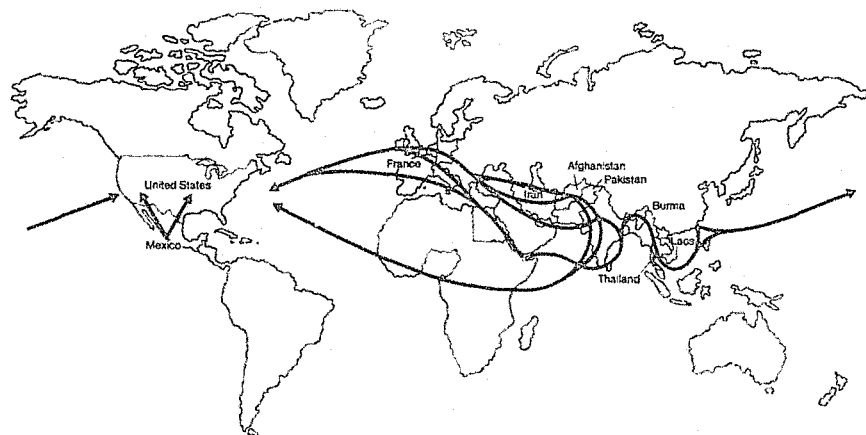 Afghanistan
France
Pakistan
United States
Iran
Burma
Mexico
Laos
Thailand